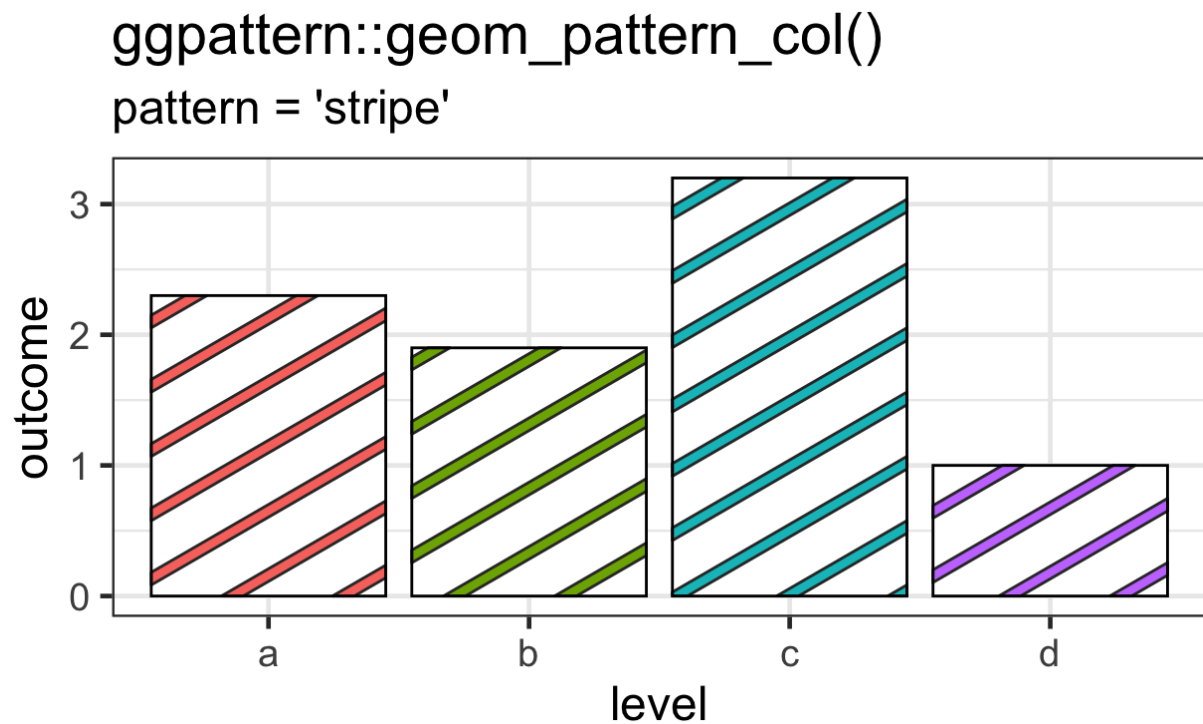 ggpattern::geom_pattern_col()
pattern = 'stripe'
3
2
1
0
outcome
a b c d
level